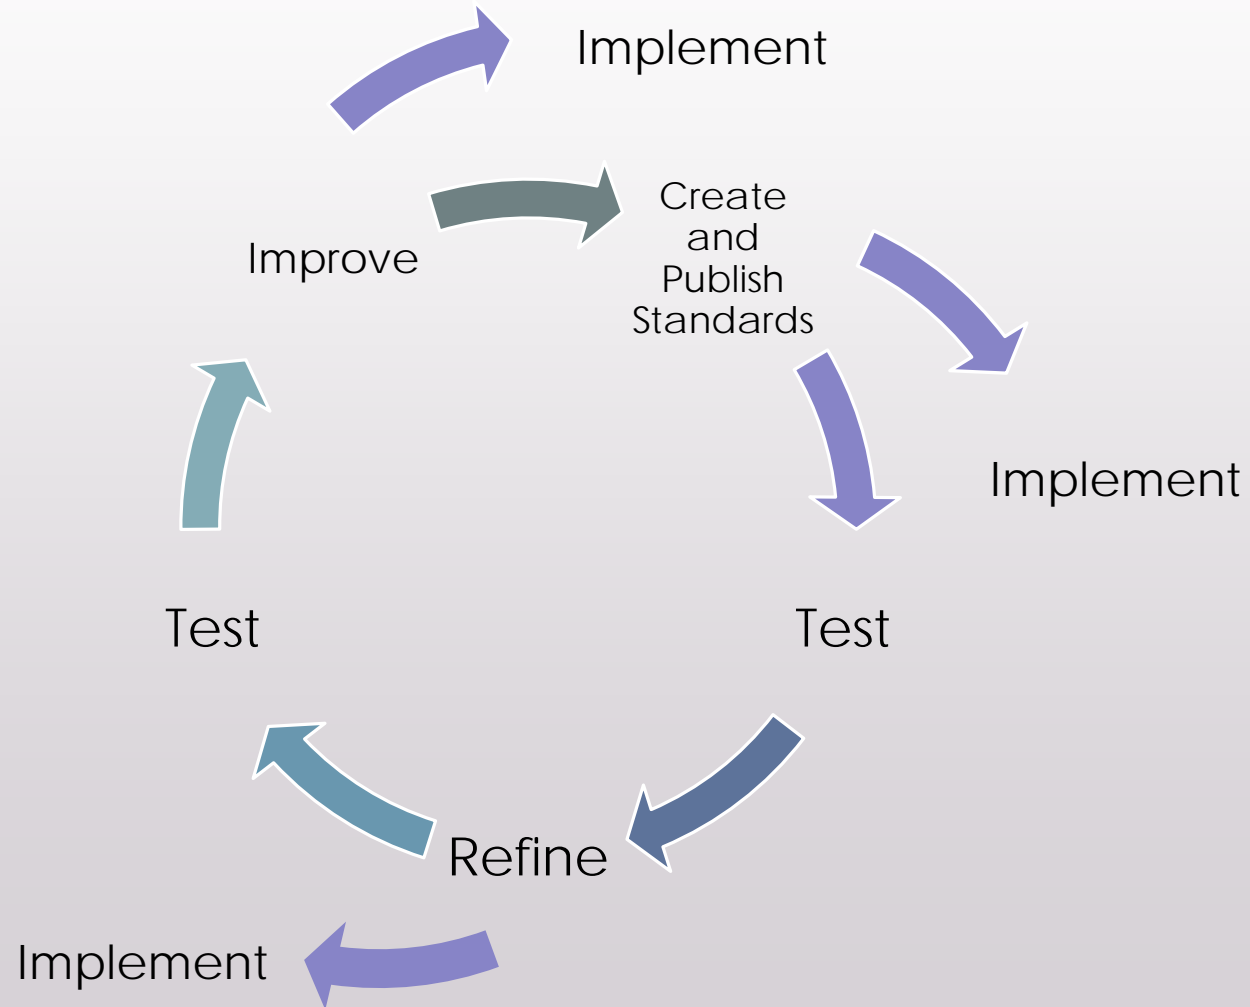 Implement
Create
and
Publish
Standards
Improve
Implement
Test
Test
Refine
Implement